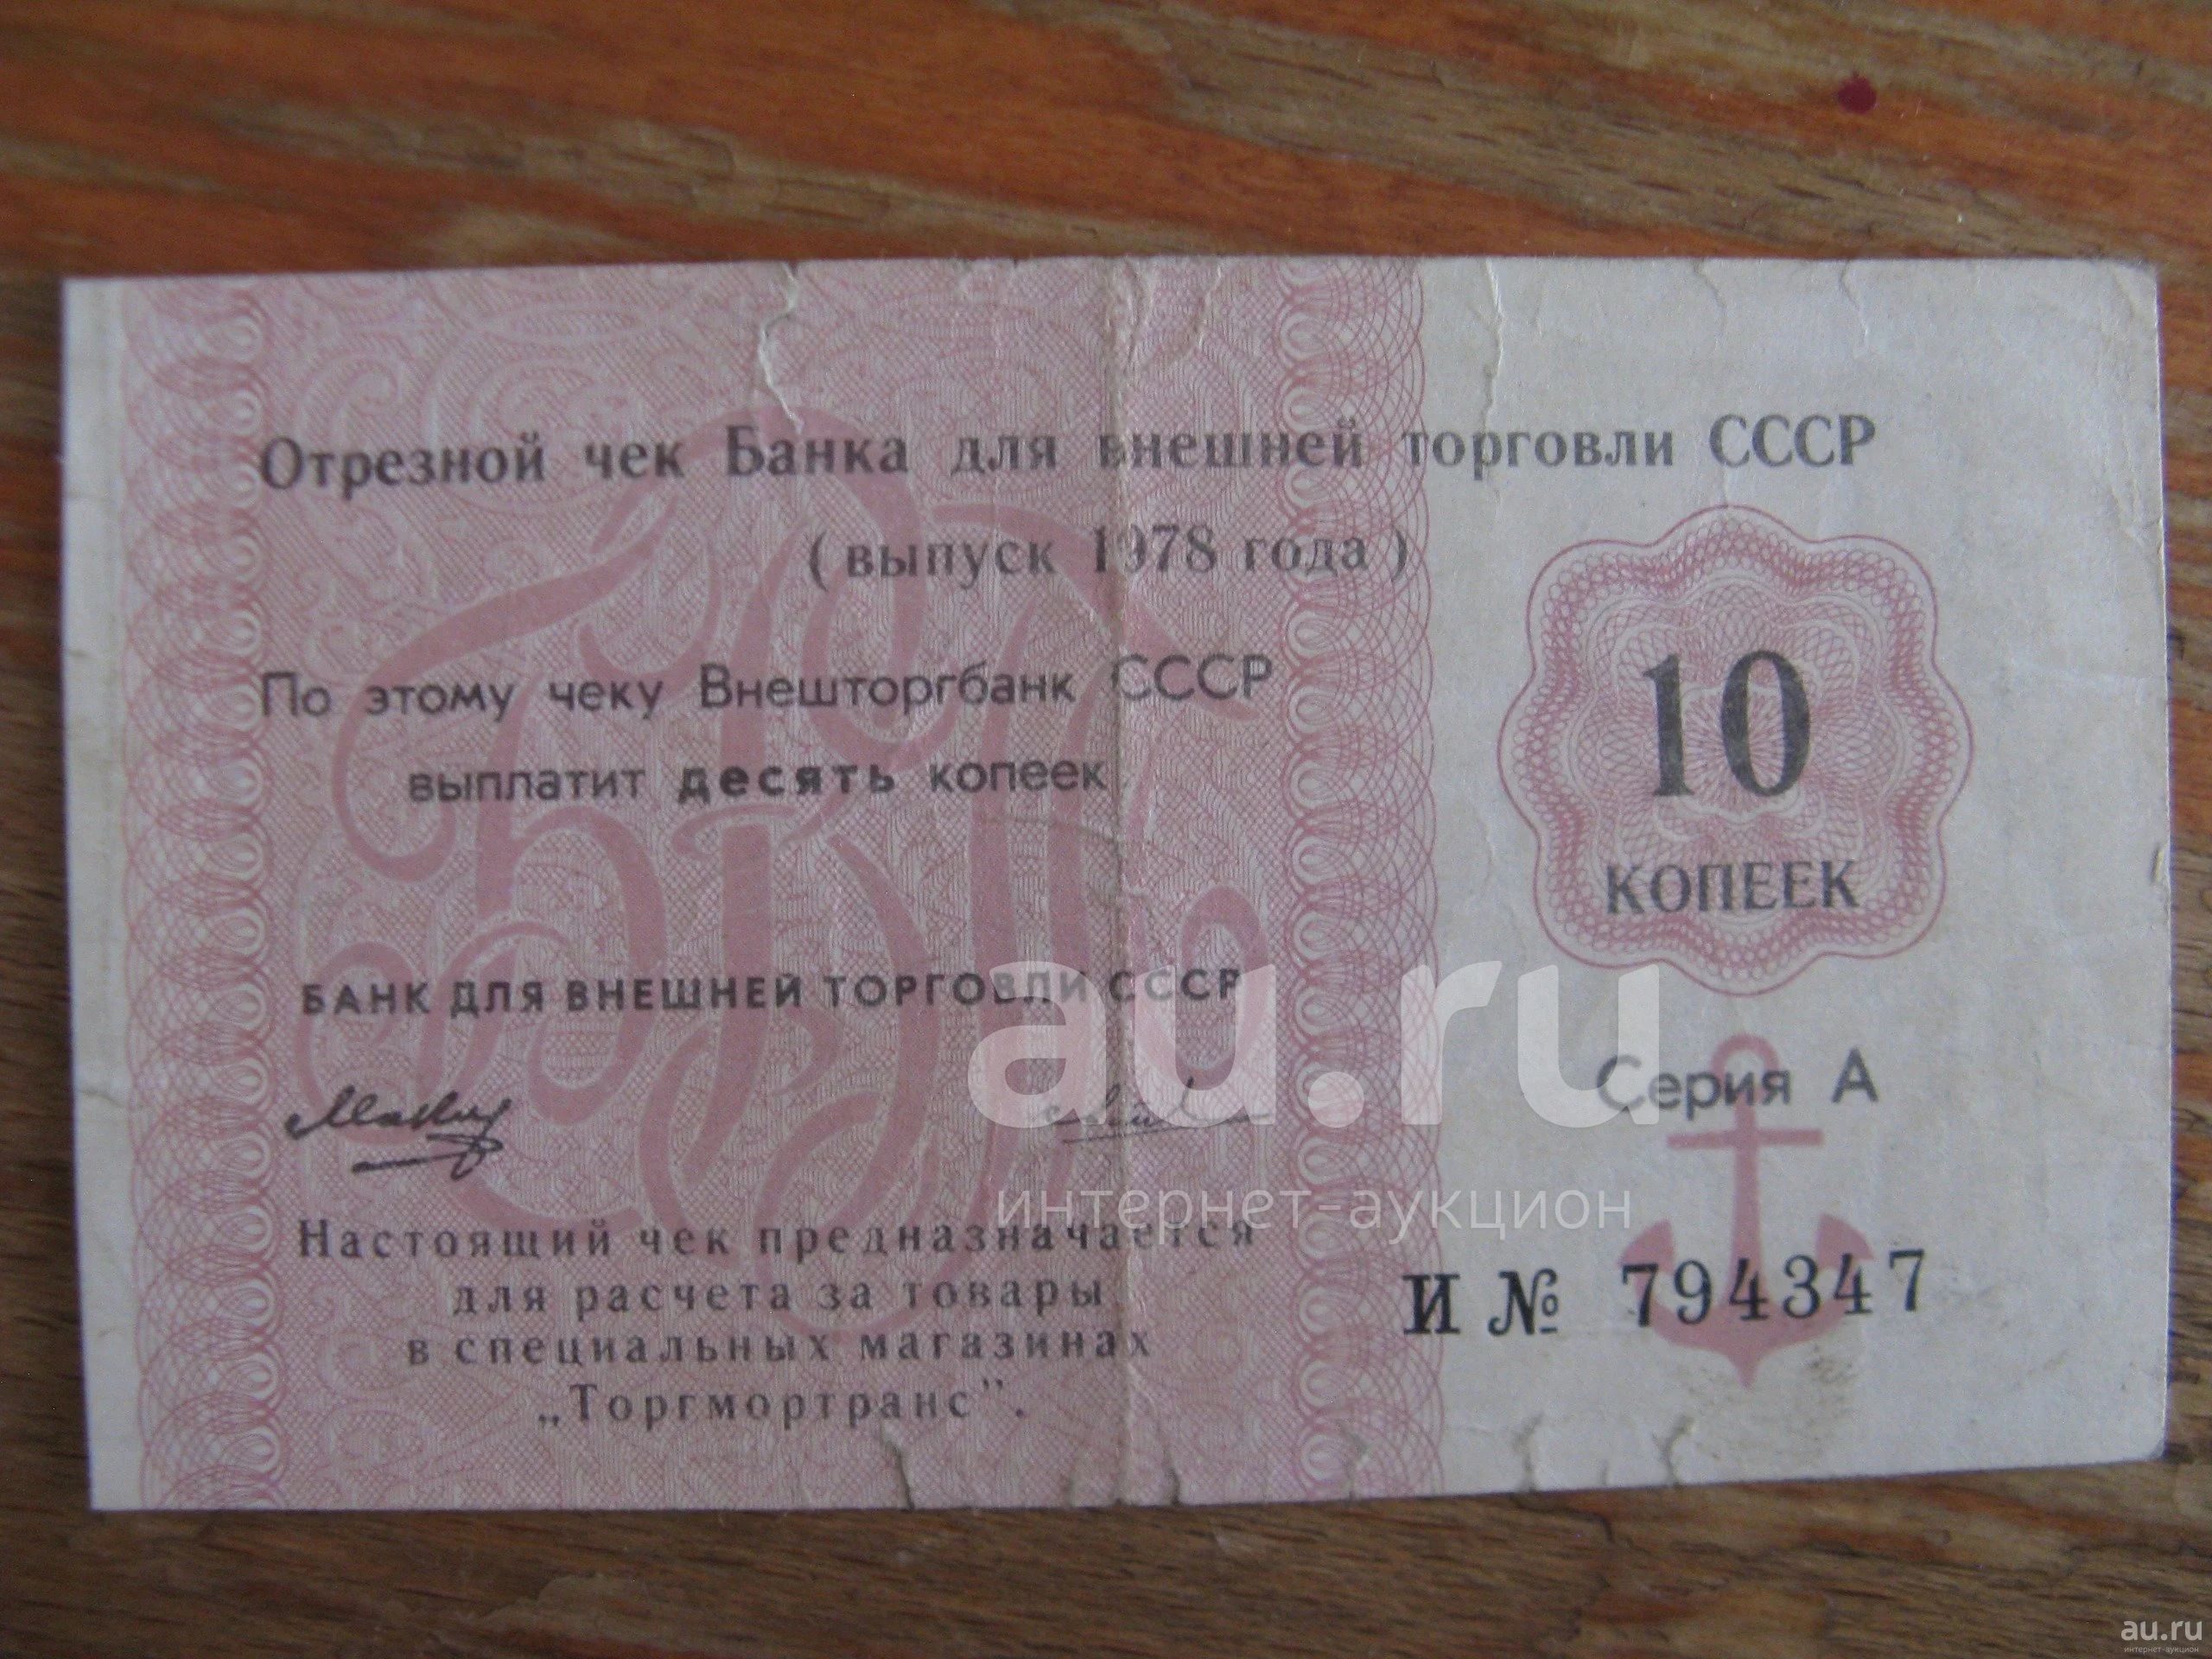 Отрезной чек Банка для внешней торговли СССР
( выпуск 1978 года )
По этому чеку Внешторгбанк СССР
выплатит десять копеек
10
КОПЕЕК
БАНК ДЛЯ ВНЕШНЕЙ ТОРГОВЛИ СССР
Серия А
И № 794347
Настоящий чек предназначается
для расчета за товары
в специальных магазинах
„Торгмортранс".
au.ru
интернет-аукцион
au.ru
интернет-аукцион